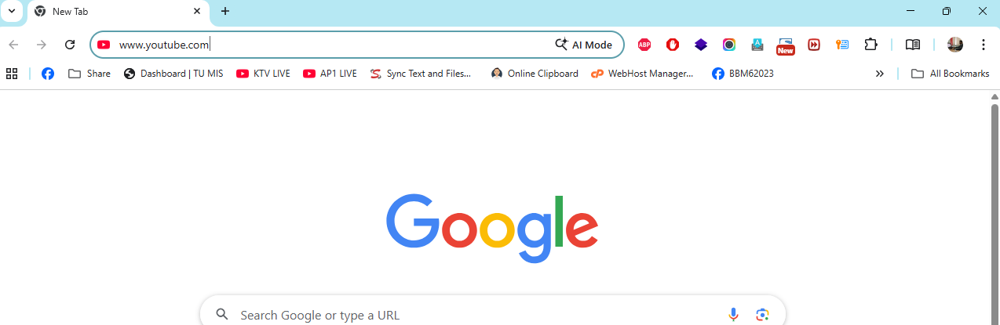 New Tab
www.youtube.com
AI Mode
ABP
New
Share
Dashboard | TU MIS
KTV LIVE
AP1 LIVE
Sync Text and Files...
Online Clipboard
WebHost Manager...
BBM62023
All Bookmarks
Google
Search Google or type a URL